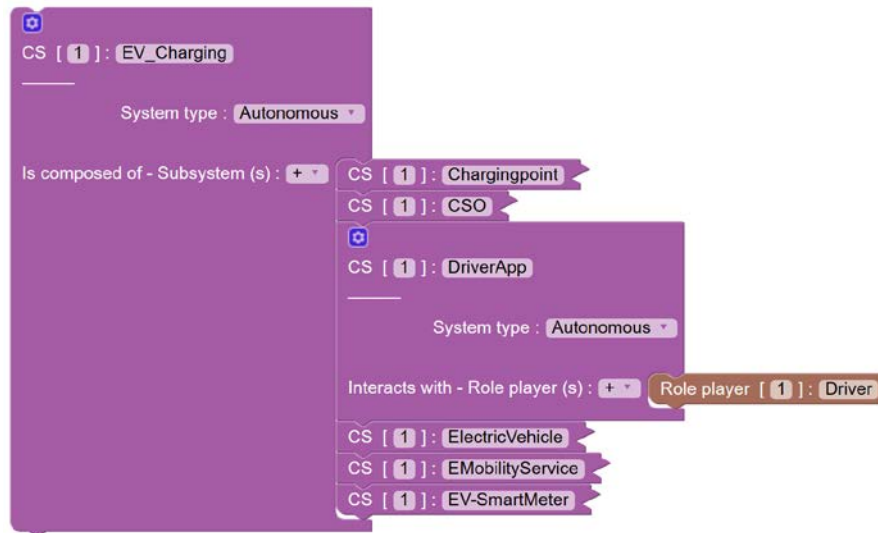 CS [ 1 ] : EV_Charging
System type : Autonomous
Is composed of - Subsystem (s) : +
CS [ 1 ] : Chargingpoint
CS [ 1 ] : CSO
CS [ 1 ] : DriverApp
System type : Autonomous
Interacts with - Role player (s) : +
Role player [ 1 ] : Driver
CS [ 1 ] : ElectricVehicle
CS [ 1 ] : EMobilityService
CS [ 1 ] : EV-SmartMeter